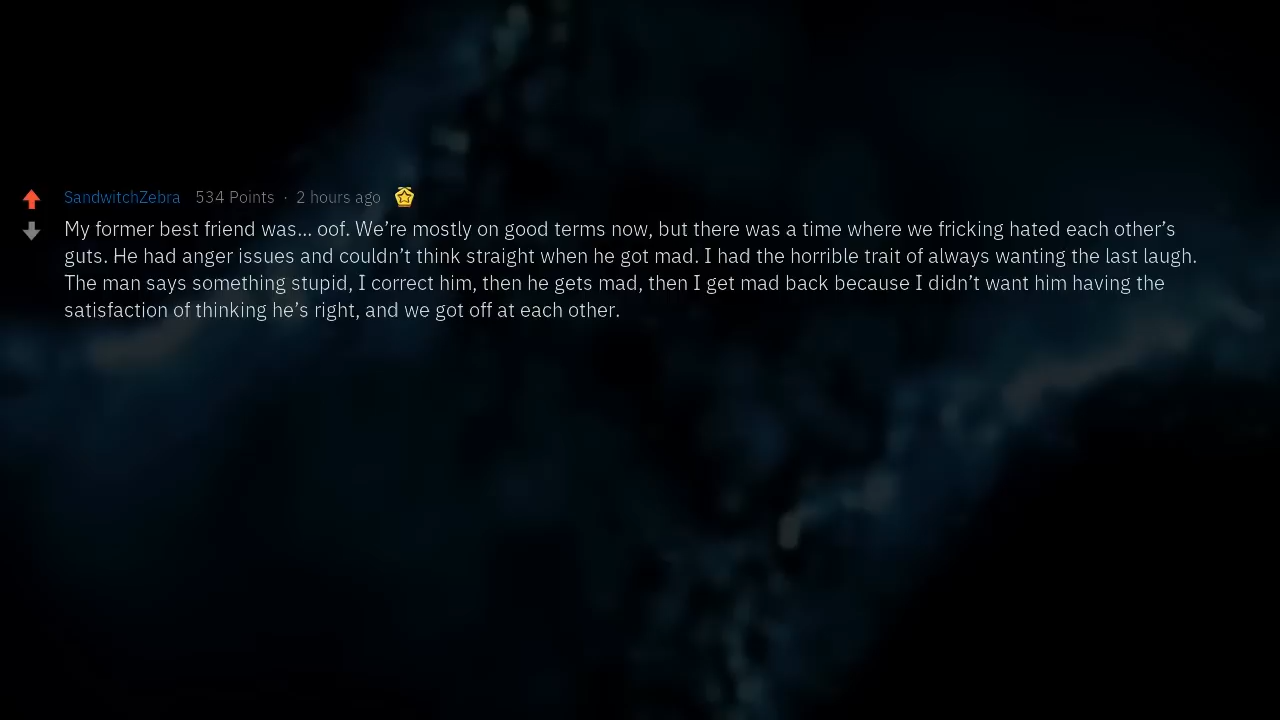 SandwitchZebra 534 Points · 2 hours ago
My former best friend was... oof. We’re mostly on good terms now, but there was a time where we fricking hated each other’s
guts. He had anger issues and couldn’t think straight when he got mad. I had the horrible trait of always wanting the last laugh.
The man says something stupid, I correct him, then he gets mad, then I get mad back because I didn’t want him having the
satisfaction of thinking he’s right, and we got off at each other.